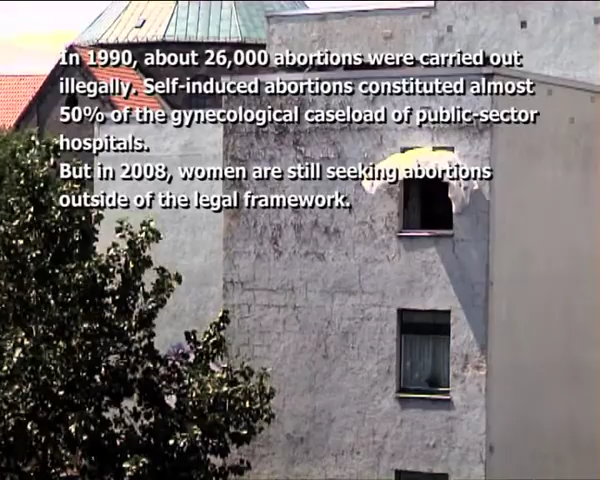 In 1990, about 26,000 abortions were carried out
illegally. Self-induced abortions constituted almost
50% of the gynecological caseload of public-sector
hospitals.
But in 2008, women are still seeking abortions
outside of the legal framework.